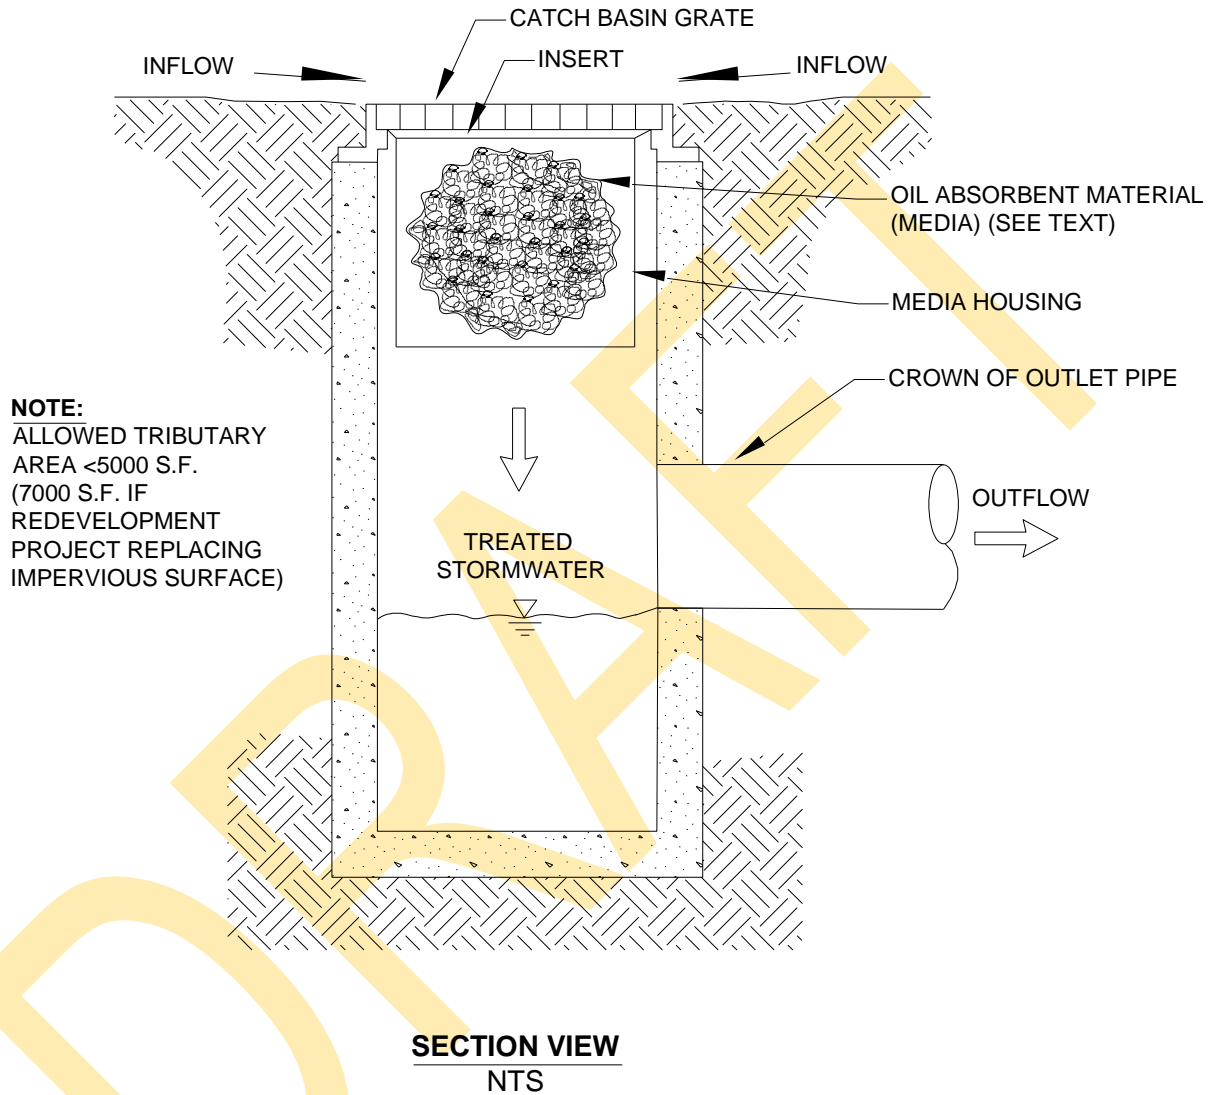 CATCH BASIN GRATE
INFLOW
INSERT
INFLOW
OIL ABSORBENT MATERIAL
(MEDIA) (SEE TEXT)
MEDIA HOUSING
CROWN OF OUTLET PIPE
NOTE:
ALLOWED TRIBUTARY
AREA <5000 S.F.
(7000 S.F. IF
REDEVELOPMENT
PROJECT REPLACING
IMPERVIOUS SURFACE)
OUTFLOW
TREATED
STORMWATER
SECTION VIEW
NTS
DRAFT